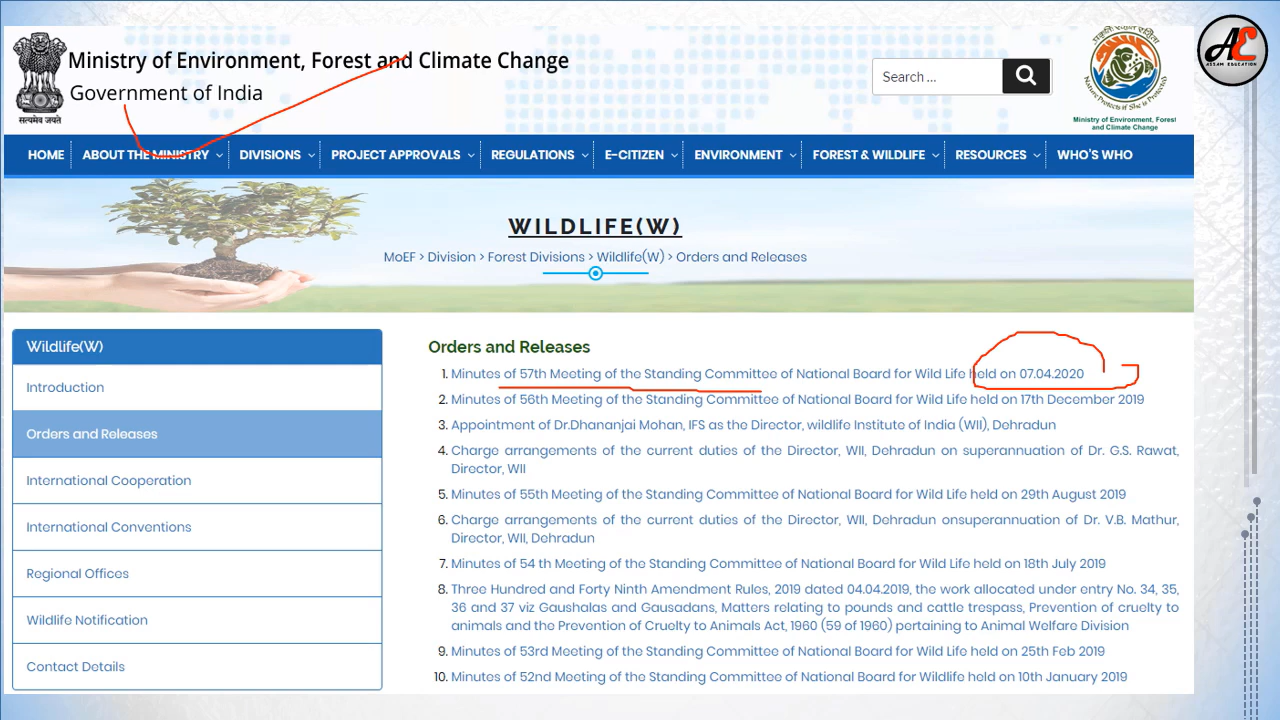 Ministry of Environment, Forest and Climate Change
Government of India
सत्यमेव जयते
Search ...
Ministry of Environment, Fores
and Climate Change
AE
ASSAM EDUCATION
HOME ABOUT THE MINISTRY DIVISIONS PROJECT APPROVALS REGULATIONS E-CITIZEN ENVIRONMENT FOREST & WILDLIFE RESOURCES WHO'S WHO
WILDLIFE(W)
MoEF > Division > Forest Divisions > Wildlife(W) > Orders and Releases
Wildlife(W)
Introduction
Orders and Releases
International Cooperation
International Conventions
Regional Offices
Wildlife Notification
Contact Details
Orders and Releases
1. Minutes of 57th Meeting of the Standing Committee of National Board for Wild Life held on 07.04.2020
2. Minutes of 56th Meeting of the Standing Committee of National Board for Wild Life held on 17th December 2019
3. Appointment of Dr.Dhananjai Mohan, IFS as the Director, wildlife Institute of India (WII), Dehradun
4. Charge arrangements of the current duties of the Director, WII, Dehradun on superannuation of Dr. G.S. Rawat,
Director, WII
5. Minutes of 55th Meeting of the Standing Committee of National Board for Wild Life held on 29th August 2019
6. Charge arrangements of the current duties of the Director, WII, Dehradun onsuperannuation of Dr. V.B. Mathur,
Director, WII, Dehradun
7. Minutes of 54 th Meeting of the Standing Committee of National Board for Wild Life held on 18th July 2019
8. Three Hundred and Forty Ninth Amendment Rules, 2019 dated 04.04.2019, the work allocated under entry No. 34, 35,
36 and 37 viz Gaushalas and Gausadans, Matters relating to pounds and cattle trespass, Prevention of cruelty to
animals and the Prevention of Cruelty to Animals Act, 1960 (59 of 1960) pertaining to Animal Welfare Division
9. Minutes of 53rd Meeting of the Standing Committee of National Board for Wild Life held on 25th Feb 2019
10. Minutes of 52nd Meeting of the Standing Committee of National Board for Wildlife held on 10th January 2019